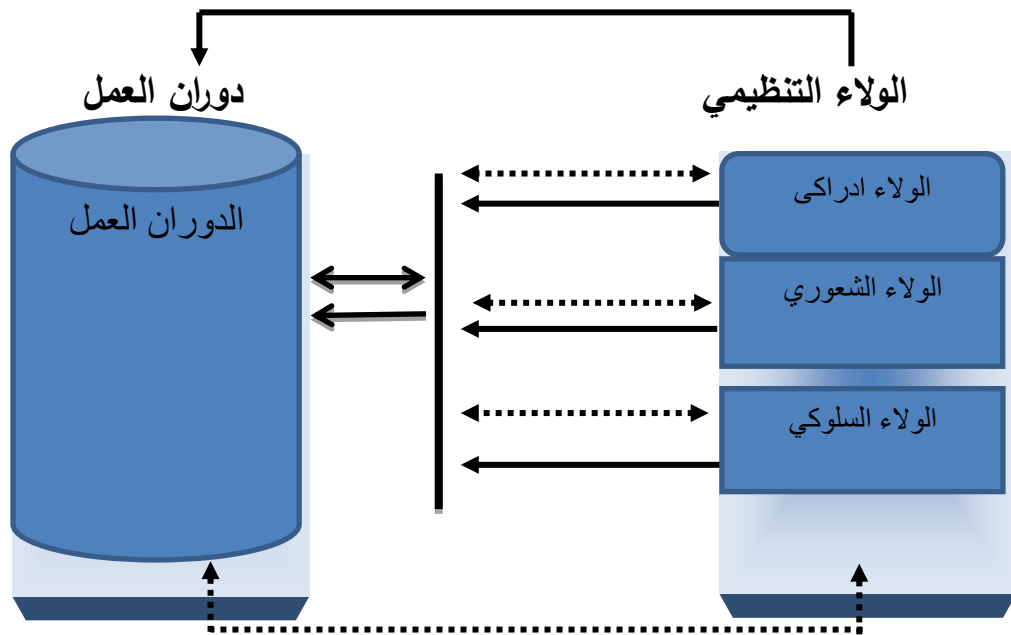 الولاء التنظيمي
دوران العمل
الولاء ادراكى
الولاء الشعوري
الولاء السلوكي
الدوران العمل